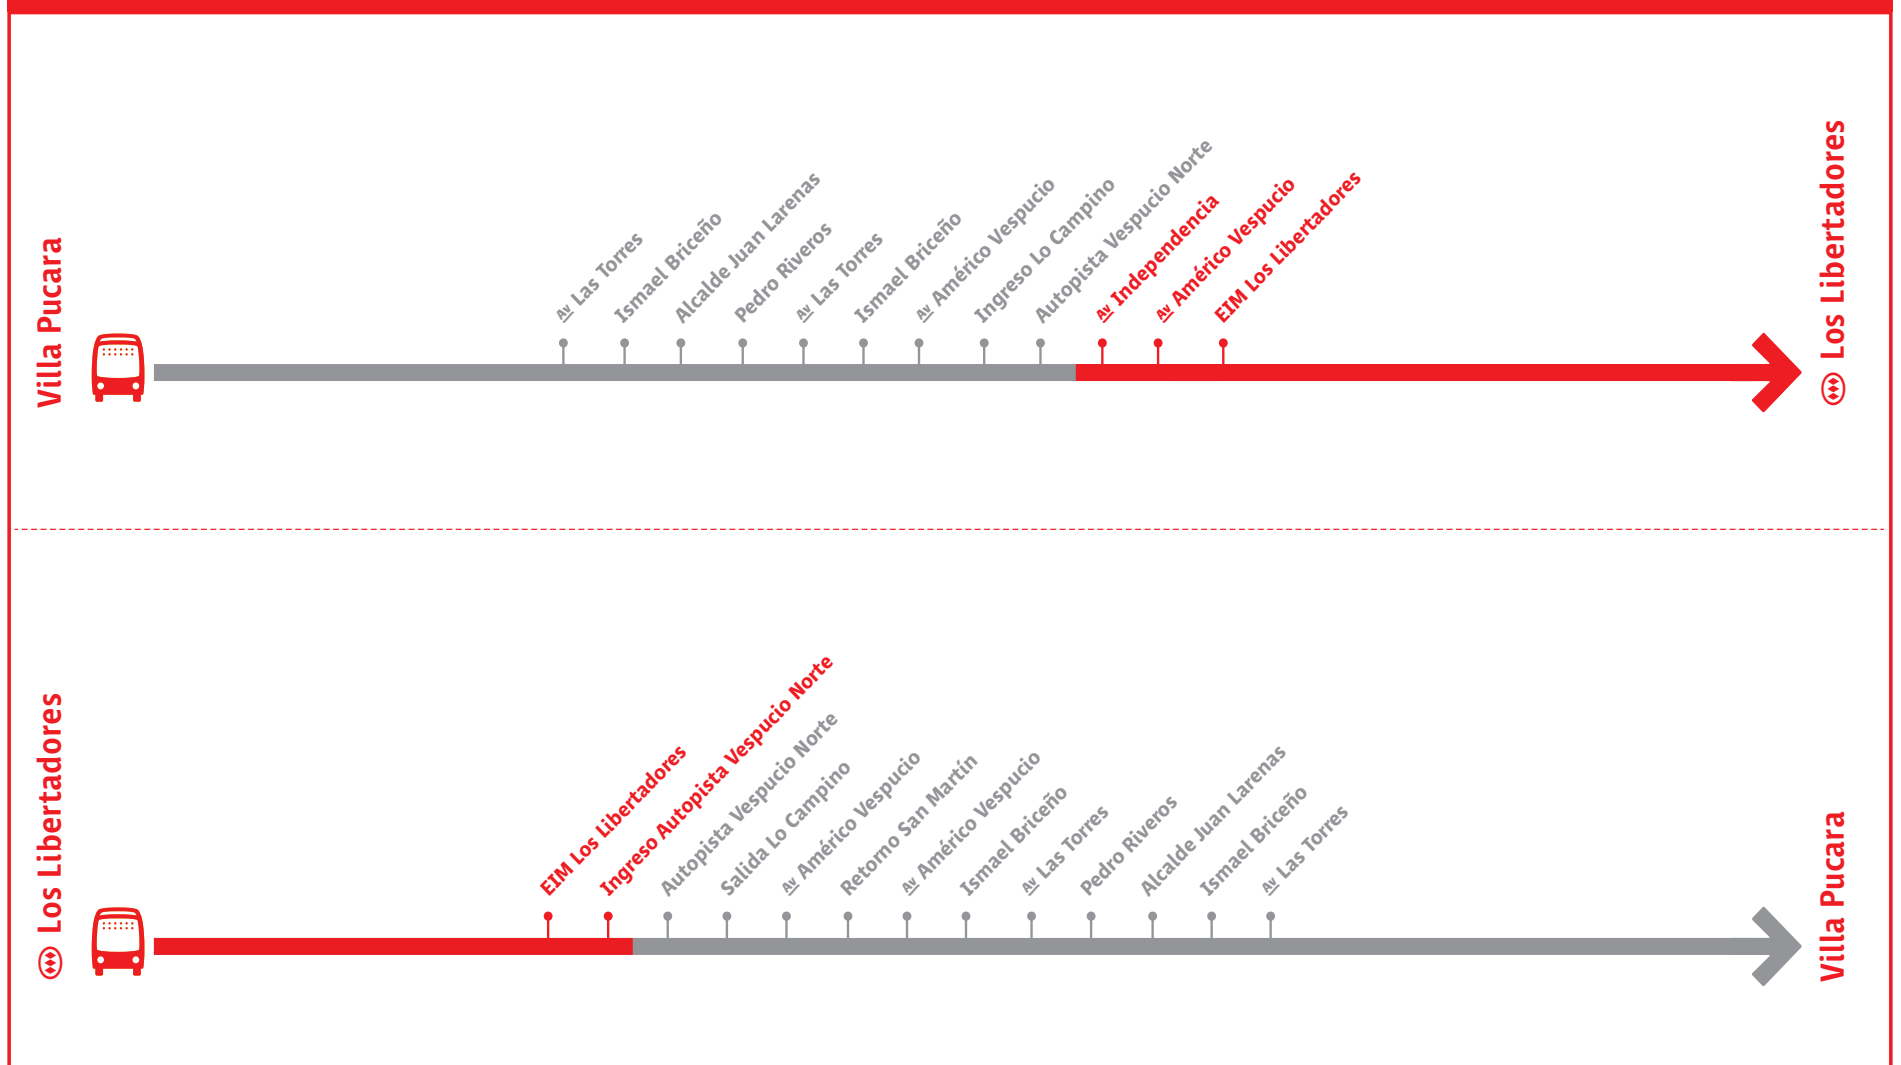 Villa Pucara
Av Las Torres
Ismael Briceño
Alcalde Juan Larenas
Pedro Riveros
Av Las Torres
Ismael Briceño
Av Américo Vespucio
Ingreso Lo Campino
Autopista Vespucio Norte
Av Independencia
Av Américo Vespucio
EIM Los Libertadores
Los Libertadores
Los Libertadores
EIM Los Libertadores
Ingreso Autopista Vespucio Norte
Autopista Vespucio Norte
Salida Lo Campino
Av Américo Vespucio
Retorno San Martín
Av Américo Vespucio
Ismael Briceño
Av Las Torres
Pedro Riveros
Alcalde Juan Larenas
Ismael Briceño
Av Las Torres
Villa Pucara